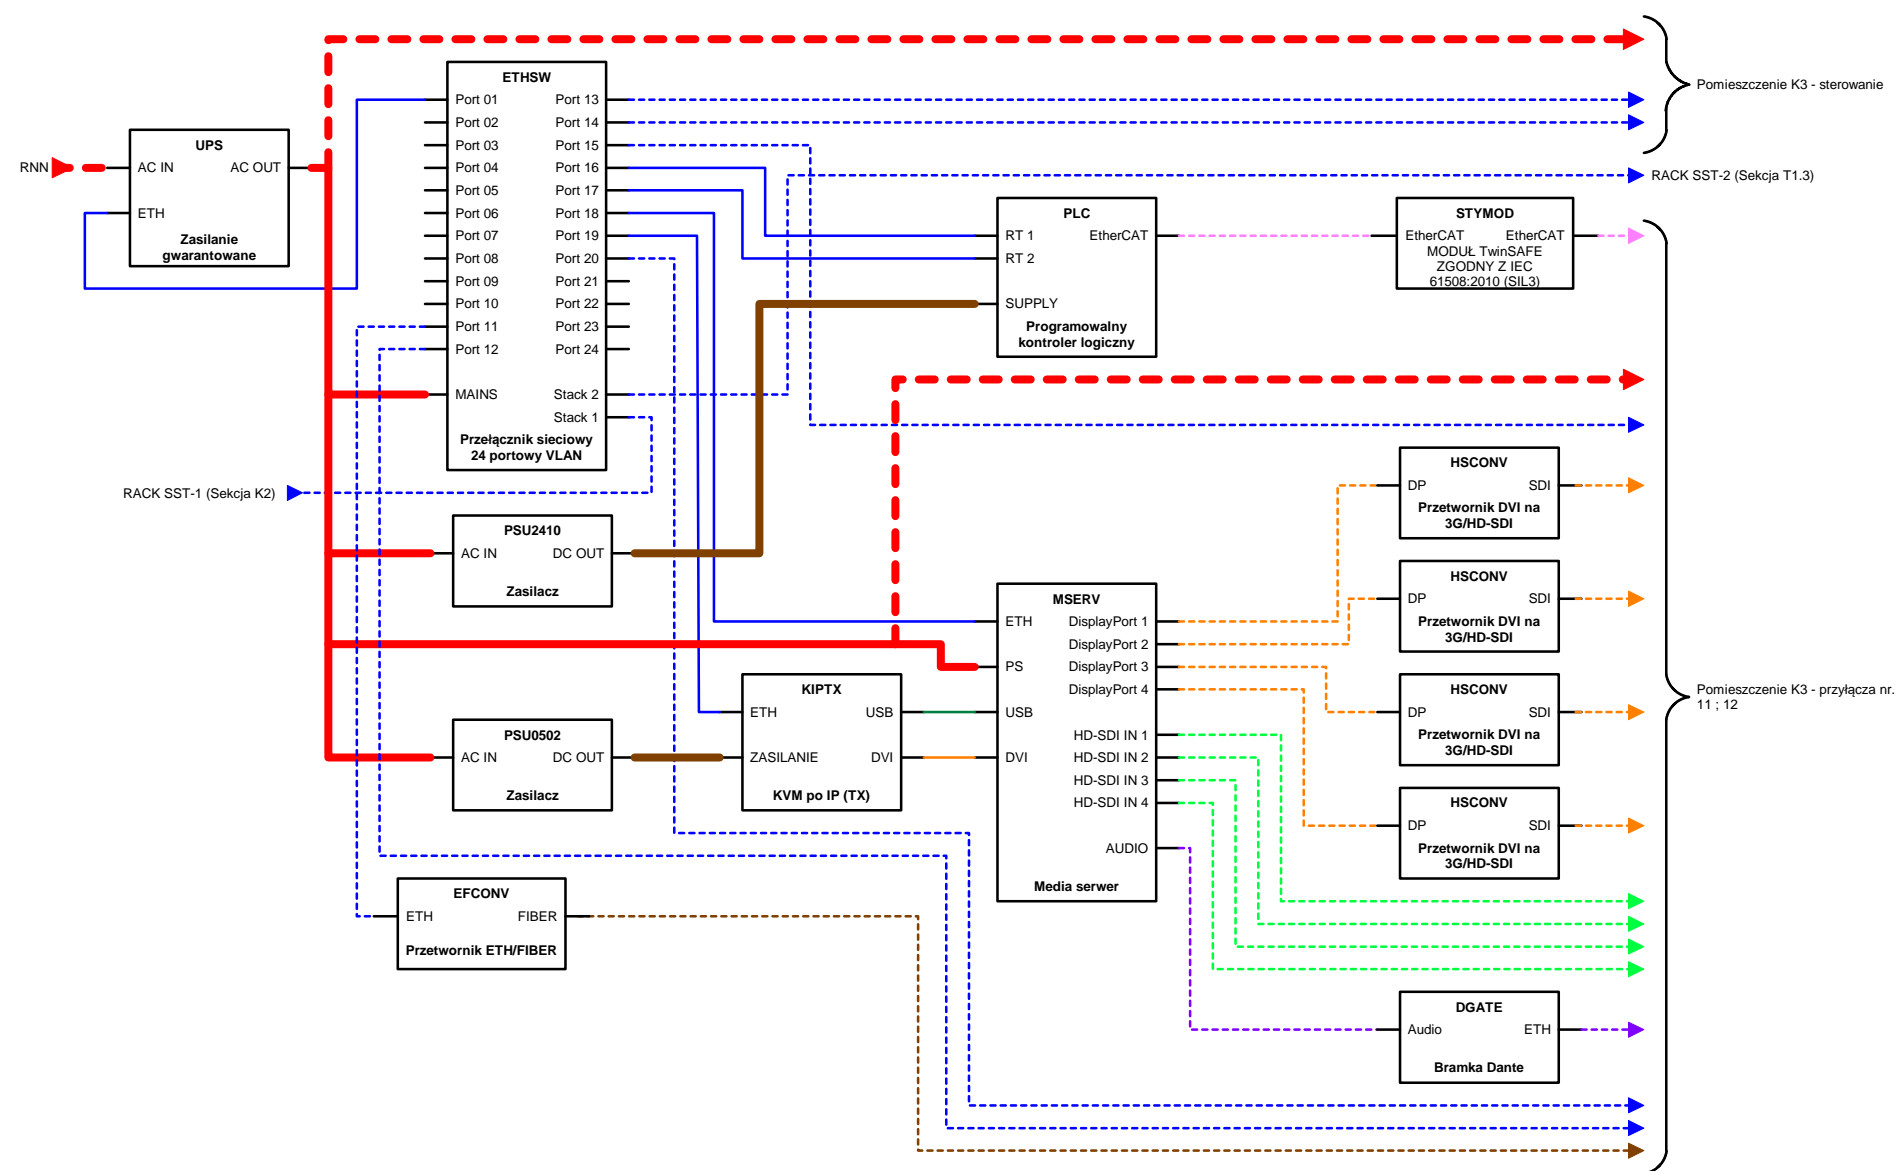 RNN
UPS
AC IN
AC OUT
ETH
Zasilanie
gwarantowane
ETHSW
Port 01
Port 13
Port 02
Port 14
Port 03
Port 15
Port 04
Port 16
Port 05
Port 17
Port 06
Port 18
Port 07
Port 19
Port 08
Port 20
Port 09
Port 21
Port 10
Port 22
Port 11
Port 23
Port 12
Port 24
MAINS
Stack 2
Stack 1
Przełącznik sieciowy
24 portowy VLAN
RACK SST-1 (Sekcja K2)
PSU2410
AC IN
DC OUT
Zasilacz
PSU0502
AC IN
DC OUT
Zasilacz
EFCONV
ETH
FIBER
Przetwornik ETH/FIBER
KIPTX
ETH
USB
ZASILANIE
DVI
KVM po IP (TX)
PLC
RT 1
EtherCAT
RT 2
SUPPLY
Programowalny
kontroler logiczny
MSERV
ETH
DisplayPort 1
DisplayPort 2
PS
DisplayPort 3
DisplayPort 4
USB
HD-SDI IN 1
DVI
HD-SDI IN 2
HD-SDI IN 3
HD-SDI IN 4
AUDIO
Media serwer
STYMOD
EtherCAT
EtherCAT
MODUŁ TwinSAFE
ZGODNY Z IEC
61508:2010 (SIL3)
HSCONV
DP
SDI
Przetwornik DVI na
3G/HD-SDI
HSCONV
DP
SDI
Przetwornik DVI na
3G/HD-SDI
HSCONV
DP
SDI
Przetwornik DVI na
3G/HD-SDI
HSCONV
DP
SDI
Przetwornik DVI na
3G/HD-SDI
DGATE
Audio
ETH
Bramka Dante
Pomieszczenie K3 - sterowanie
RACK SST-2 (Sekcja T1.3)
Pomieszczenie K3 - przyłącza nr.
11 ; 12